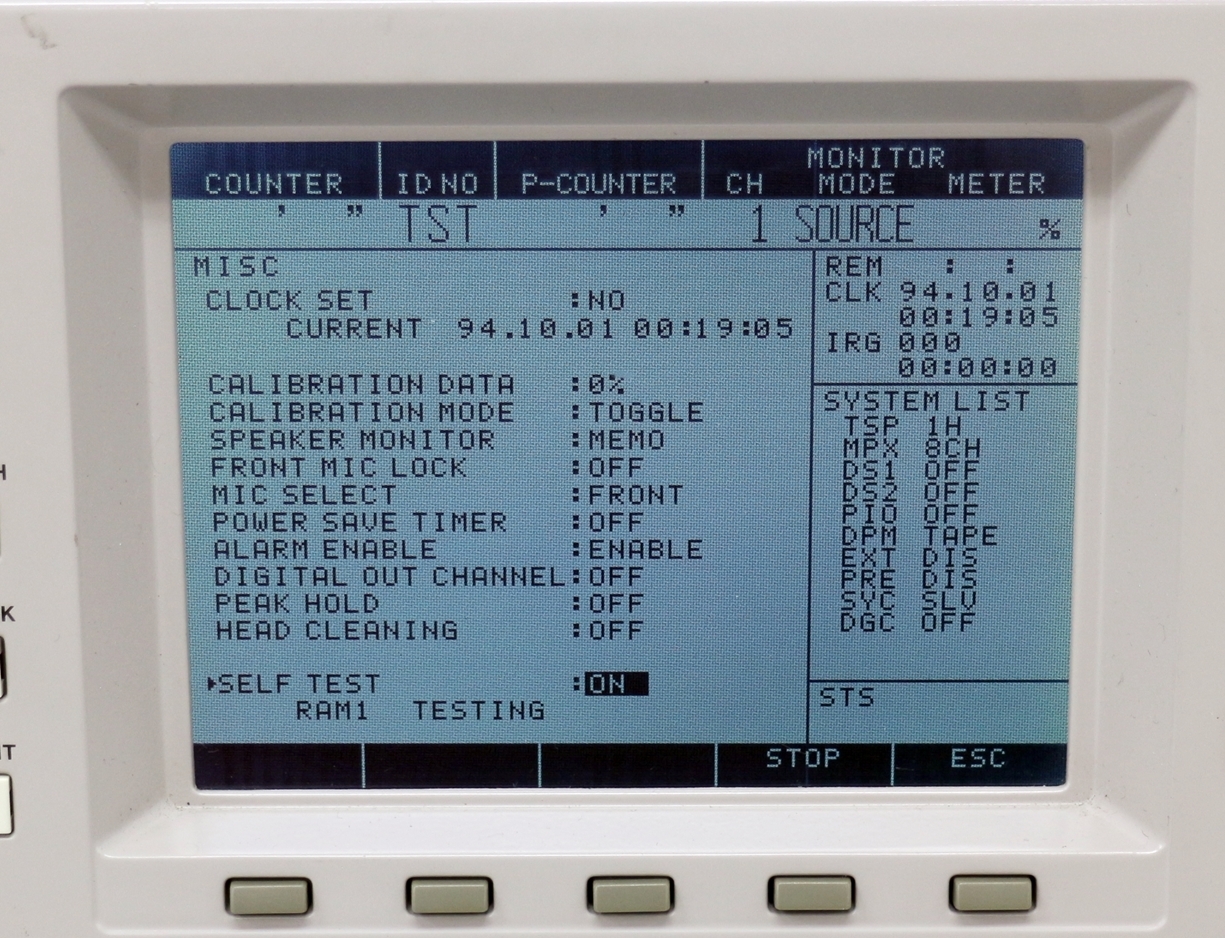 MONITOR
COUNTER ID NO P-COUNTER CH MODE METER
' " TST ' " 1 SOURCE %
MISC
CLOCK SET :NO
CURRENT 94.10.01 00:19:05
CALIBRATION DATA :0%
CALIBRATION MODE :TOGGLE
SPEAKER MONITOR :MEMO
FRONT MIC LOCK :OFF
MIC SELECT :FRONT
POWER SAVE TIMER :OFF
ALARM ENABLE :ENABLE
DIGITAL OUT CHANNEL:OFF
PEAK HOLD :OFF
HEAD CLEANING :OFF
▸SELF TEST :ON
RAM1 TESTING
REM : :
CLK 94.10.01
00:19:05
IRG 000
00:00:00
SYSTEM LIST
TSP 1H
MPX 8CH
DS1 OFF
DS2 OFF
PIO OFF
DPM TAPE
EXT DIS
PRE DIS
SYC SLV
DGC OFF
STS
STOP ESC